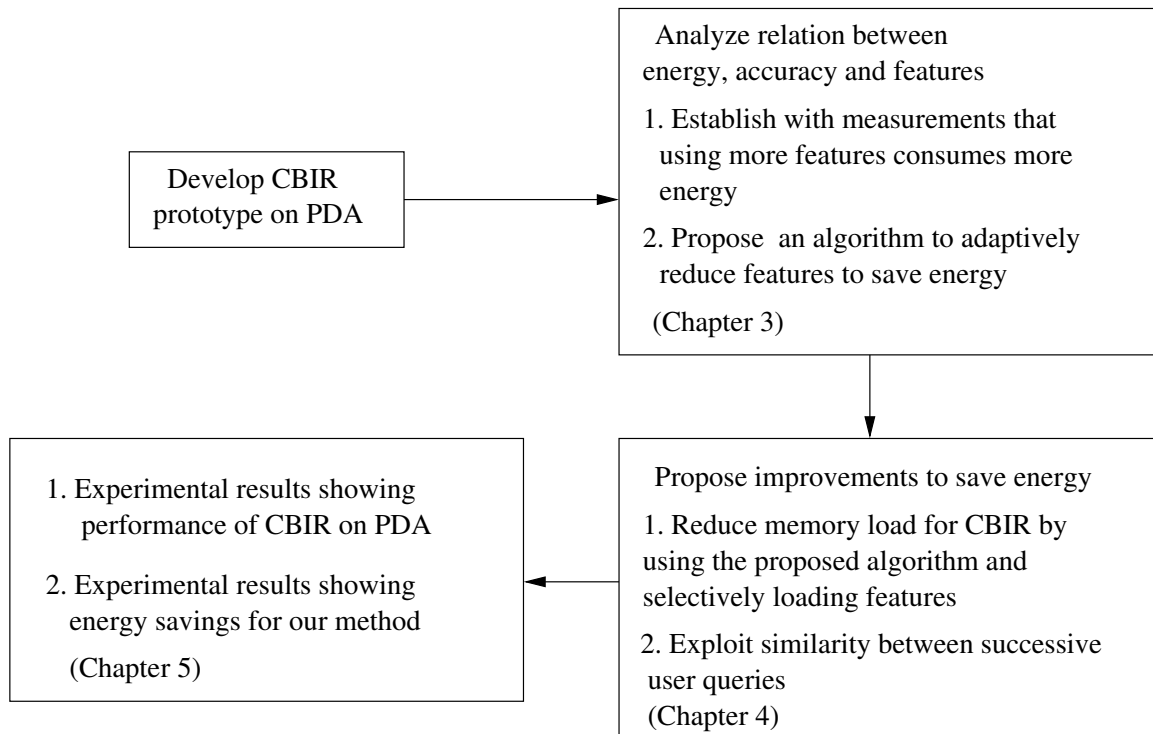 Develop CBIR
prototype on PDA
Analyze relation between
energy, accuracy and features
1. Establish with measurements that
using more features consumes more
energy
2. Propose an algorithm to adaptively
reduce features to save energy
(Chapter 3)
Propose improvements to save energy
1. Reduce memory load for CBIR by
using the proposed algorithm and
selectively loading features
2. Exploit similarity between successive
user queries
(Chapter 4)
1. Experimental results showing
performance of CBIR on PDA
2. Experimental results showing
energy savings for our method
(Chapter 5)